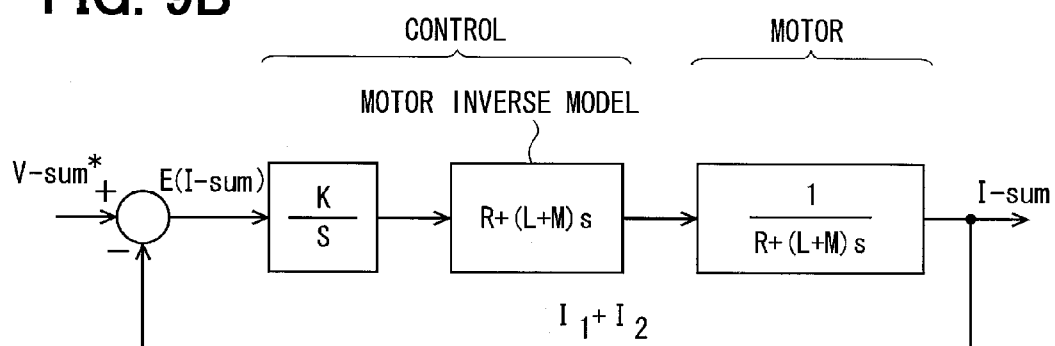 FIG. 9B
CONTROL
MOTOR
MOTOR INVERSE MODEL
V-sum*
+
E(I-sum)
K
S
R+(L+M)s
1
R+(L+M)s
I-sum
−
I1+I2